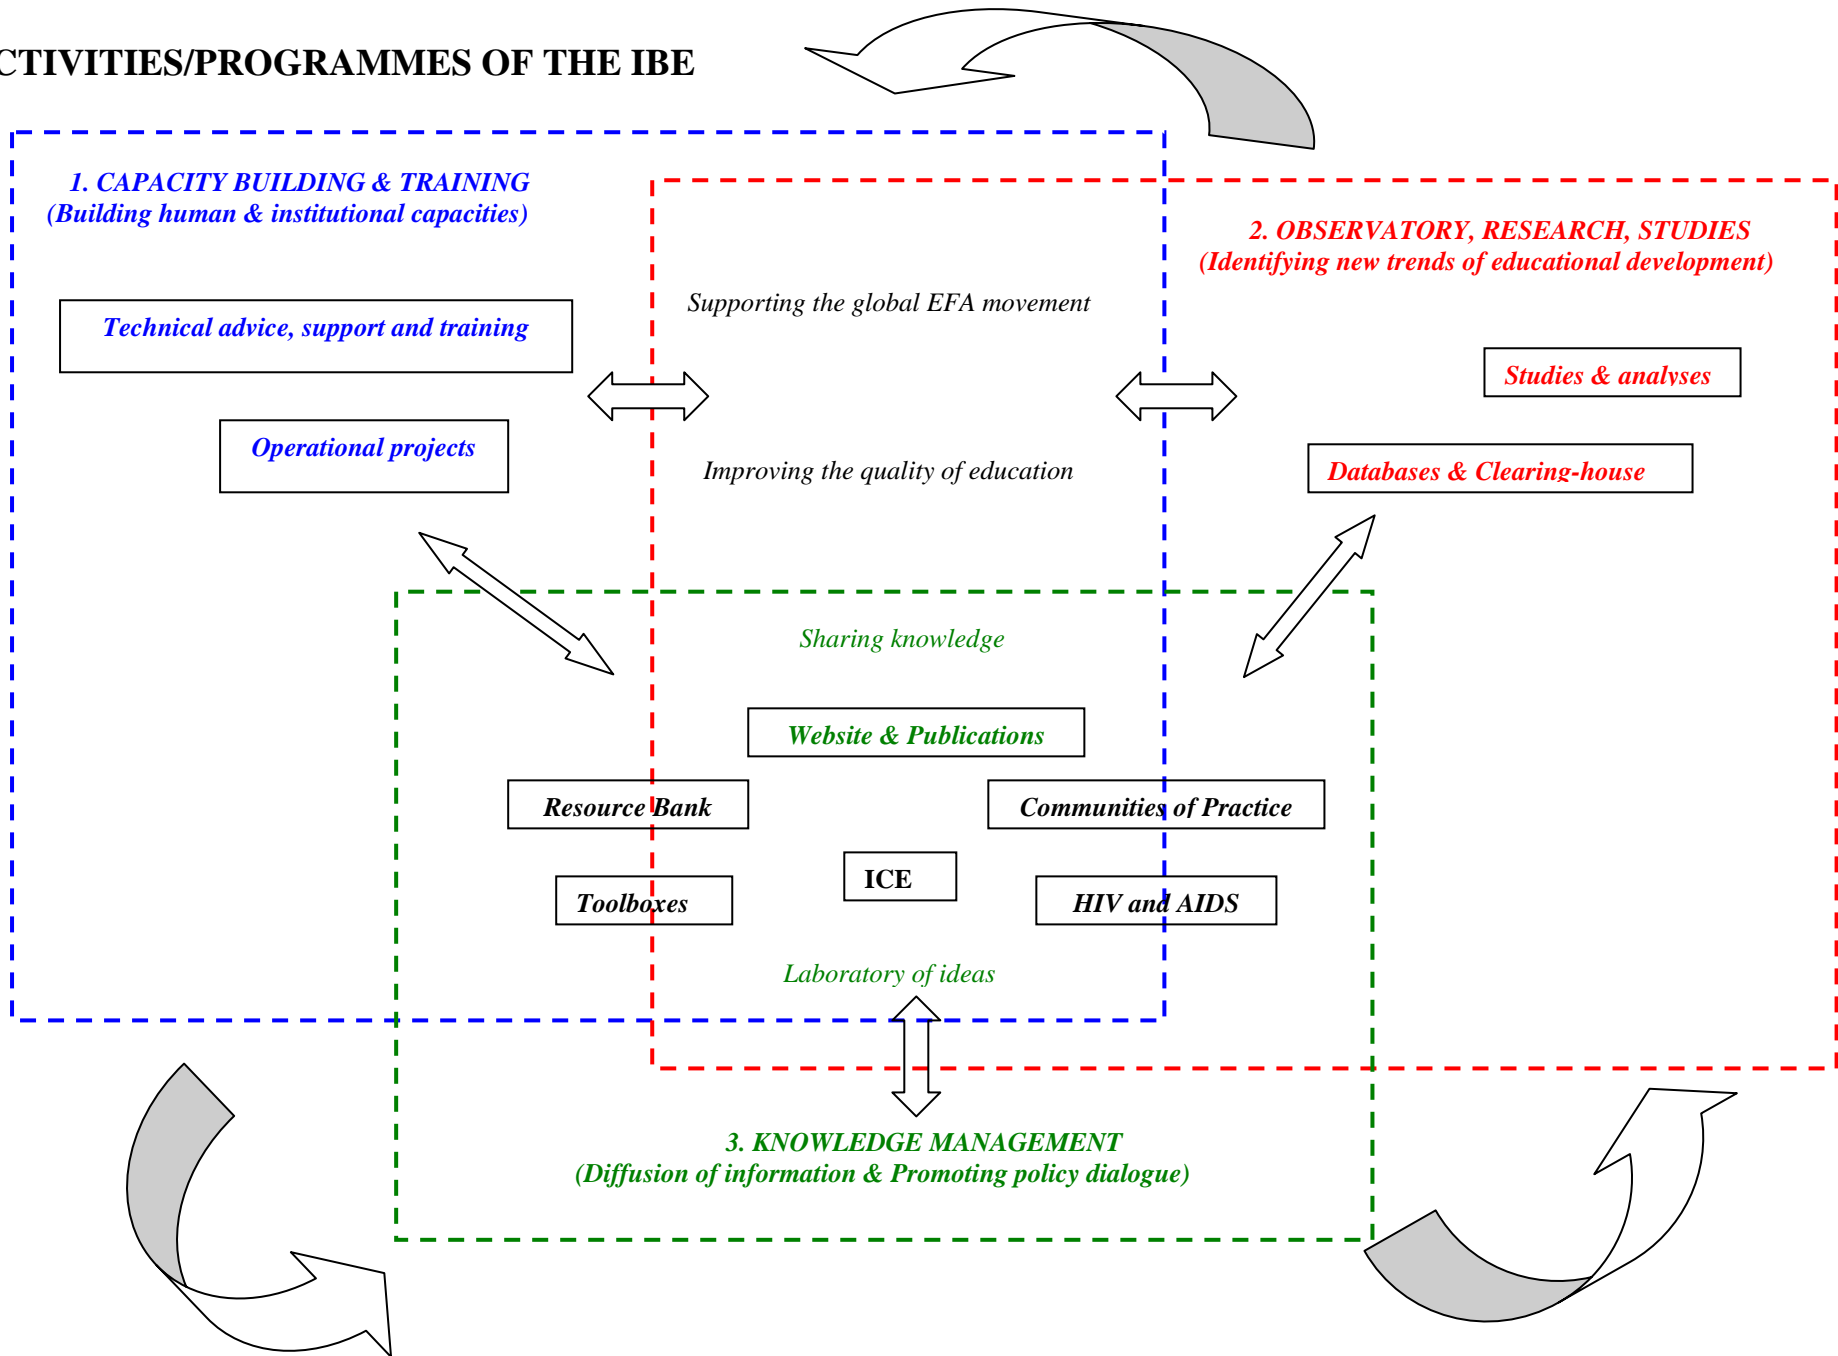 CTIVITIES/PROGRAMMES OF THE IBE
1. CAPACITY BUILDING & TRAINING
(Building human & institutional capacities)
2. OBSERVATORY, RESEARCH, STUDIES
(Identifying new trends of educational development)
Supporting the global EFA movement
Technical advice, support and training
Studies & analyses
Operational projects
Improving the quality of education
Databases & Clearing-house
Sharing knowledge
Website & Publications
Resource Bank
Communities of Practice
ICE
Toolboxes
HIV and AIDS
Laboratory of ideas
3. KNOWLEDGE MANAGEMENT
(Diffusion of information & Promoting policy dialogue)